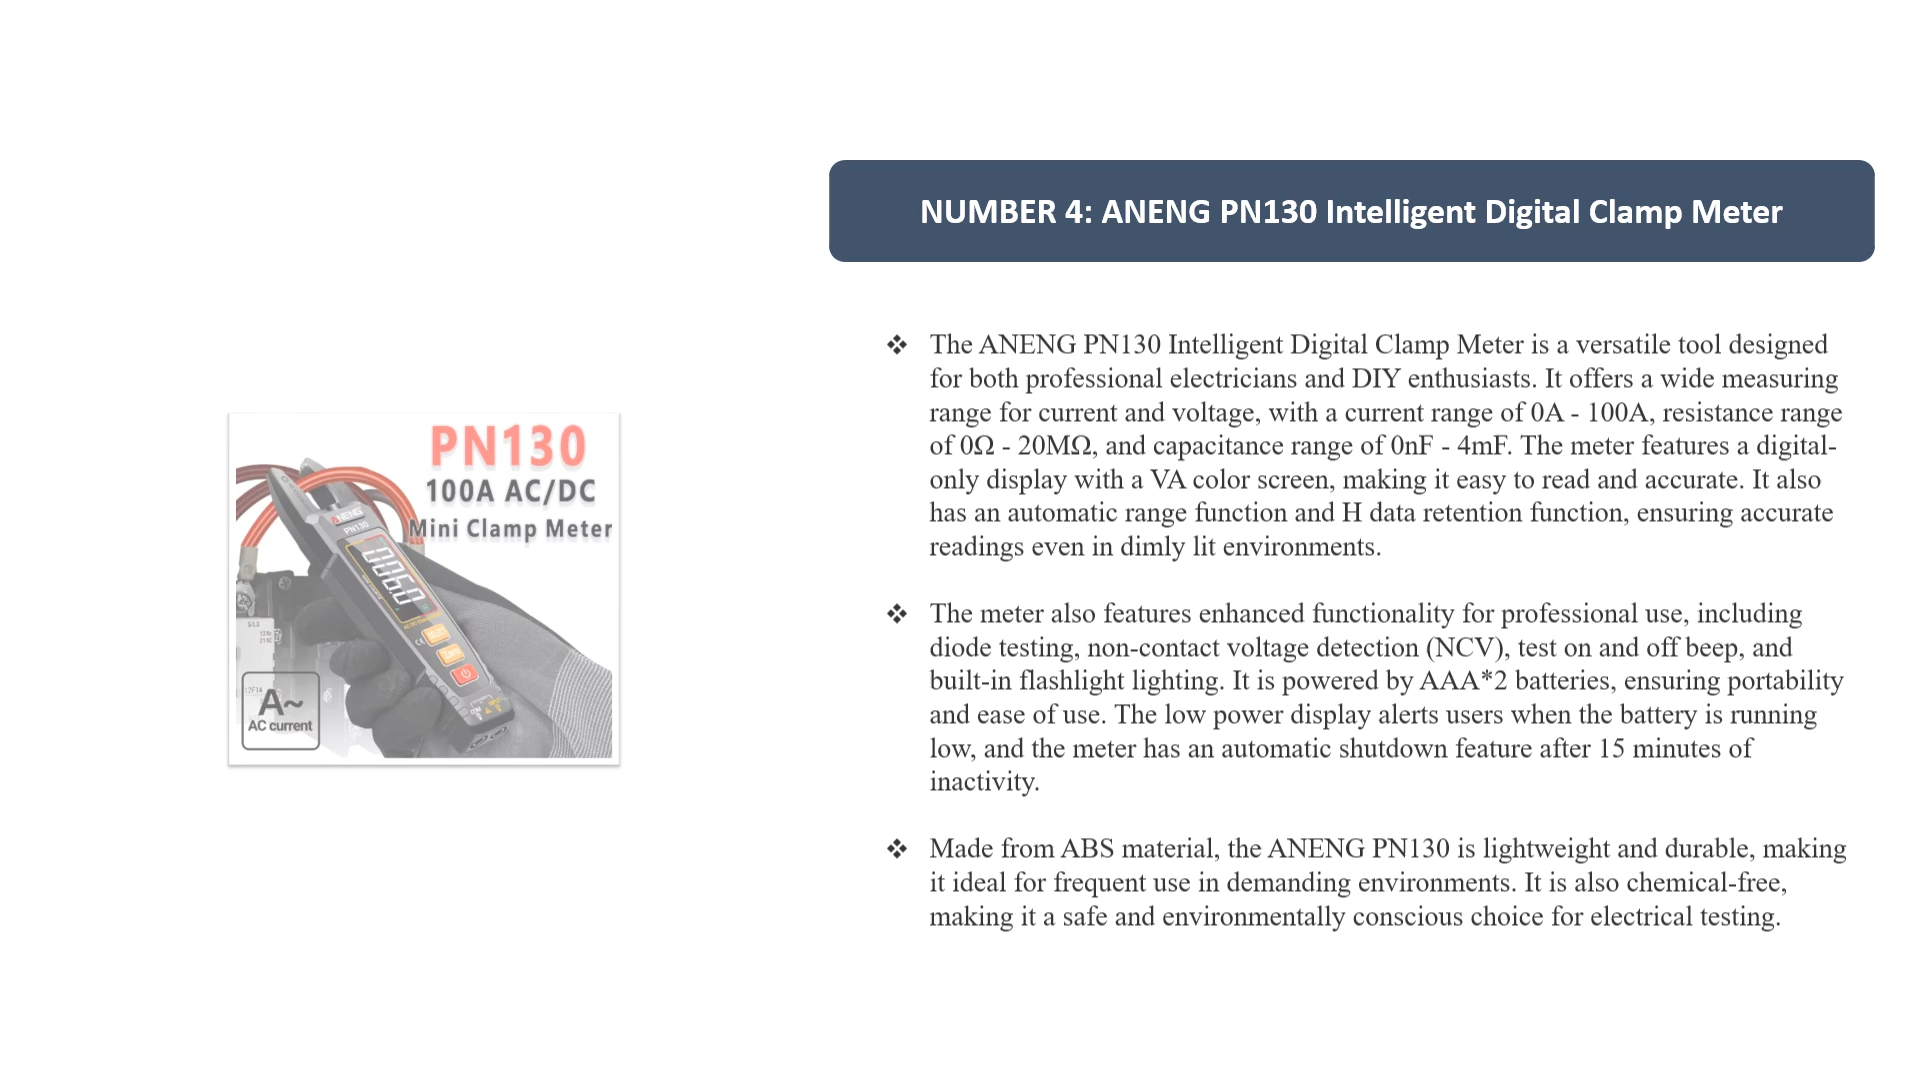 NUMBER 4: ANENG PN130 Intelligent Digital Clamp Meter
PN130
100A AC/DC
Mini Clamp Meter
ANENG
PN130
A~
AC current
❖ The ANENG PN130 Intelligent Digital Clamp Meter is a versatile tool designed
for both professional electricians and DIY enthusiasts. It offers a wide measuring
range for current and voltage, with a current range of 0A - 100A, resistance range
of 0Ω - 20MΩ, and capacitance range of 0nF - 4mF. The meter features a digital-
only display with a VA color screen, making it easy to read and accurate. It also
has an automatic range function and H data retention function, ensuring accurate
readings even in dimly lit environments.
❖ The meter also features enhanced functionality for professional use, including
diode testing, non-contact voltage detection (NCV), test on and off beep, and
built-in flashlight lighting. It is powered by AAA*2 batteries, ensuring portability
and ease of use. The low power display alerts users when the battery is running
low, and the meter has an automatic shutdown feature after 15 minutes of
inactivity.
❖ Made from ABS material, the ANENG PN130 is lightweight and durable, making
it ideal for frequent use in demanding environments. It is also chemical-free,
making it a safe and environmentally conscious choice for electrical testing.